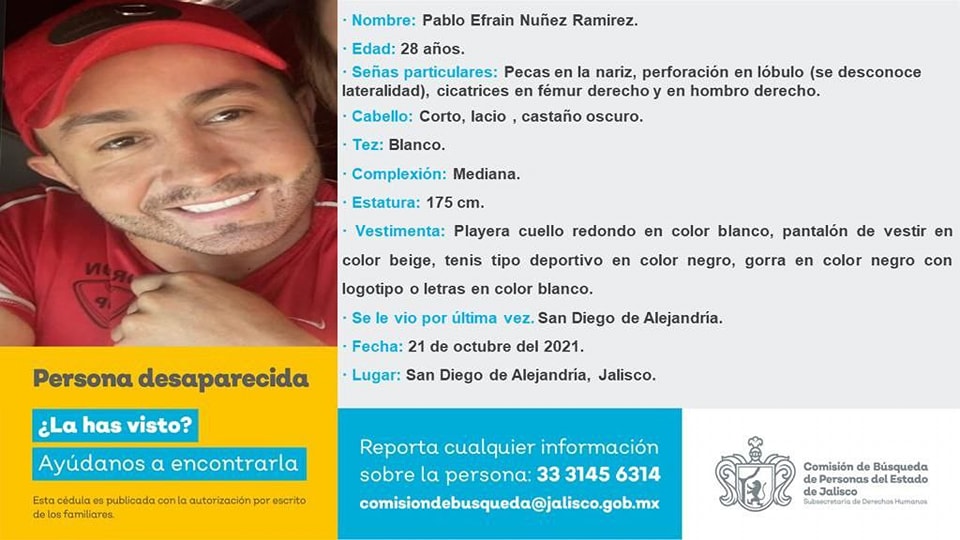 · Nombre: Pablo Efrain Nuñez Ramirez.
· Edad: 28 años.
· Señas particulares: Pecas en la nariz, perforación en lóbulo (se desconoce
lateralidad), cicatrices en fémur derecho y en hombro derecho.
· Cabello: Corto, lacio , castaño oscuro.
· Tez: Blanco.
· Complexión: Mediana.
· Estatura: 175 cm.
· Vestimenta: Playera cuello redondo en color blanco, pantalón de vestir en
color beige, tenis tipo deportivo en color negro, gorra en color negro con
logotipo o letras en color blanco.
· Se le vio por última vez. San Diego de Alejandría.
· Fecha: 21 de octubre del 2021.
· Lugar: San Diego de Alejandría, Jalisco.
Persona desaparecida
¿La has visto?
Ayúdanos a encontrarla
Esta cédula es publicada con la autorización por escrito
de los familiares.
Reporta cualquier información
sobre la persona: 33 3145 6314
comisiondebusqueda@jalisco.gob.mx
Comisión de Búsqueda
de Personas del Estado
de Jalisco
Subsecretaría de Derechos Humanos